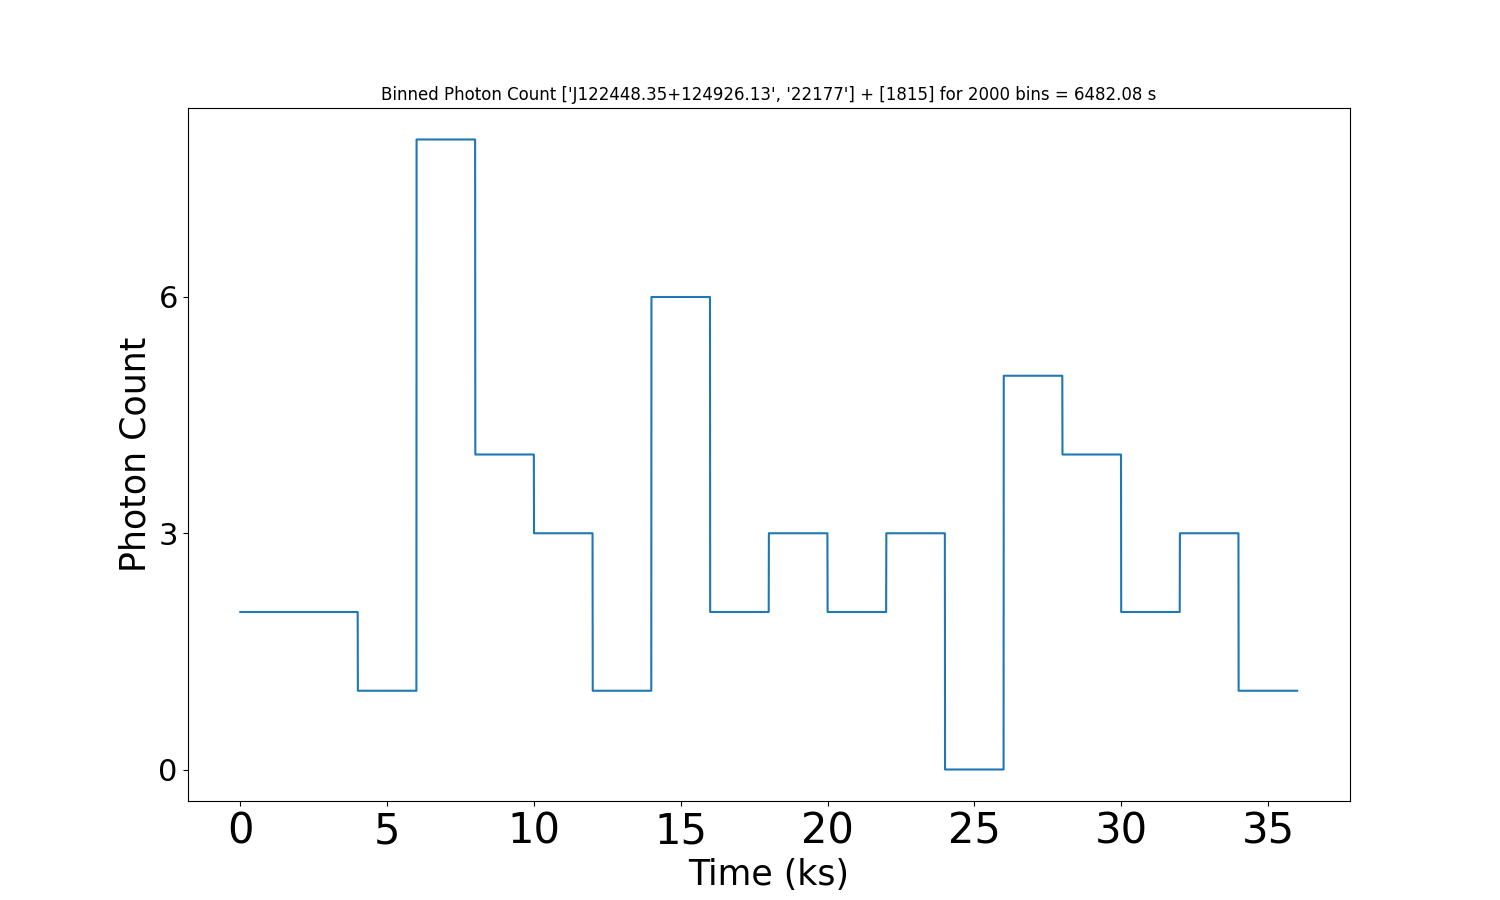 Binned Photon Count ['J122448.35+124926.13', '22177'] + [1815] for 2000 bins = 6482.08 s
Photon Count
6
3
0
0 5 10 15 20 25 30 35
Time (ks)